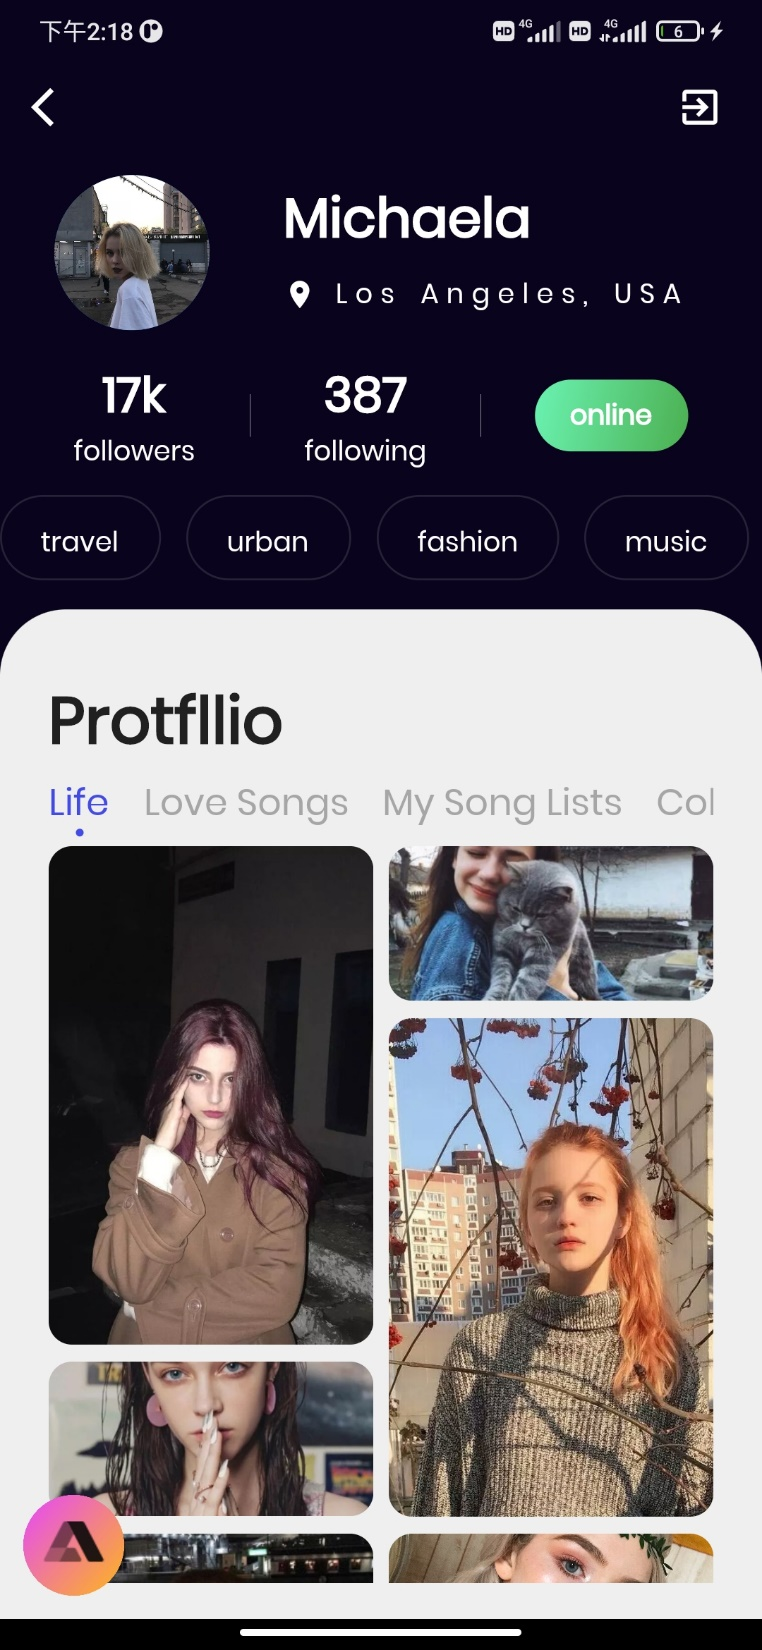 下午2:18
HD 4G HD 4G 6
Michaela
Los Angeles, USA
17k
387
online
followers
following
travel
urban
fashion
music
Protfllio
Life
Love Songs
My Song Lists
Col